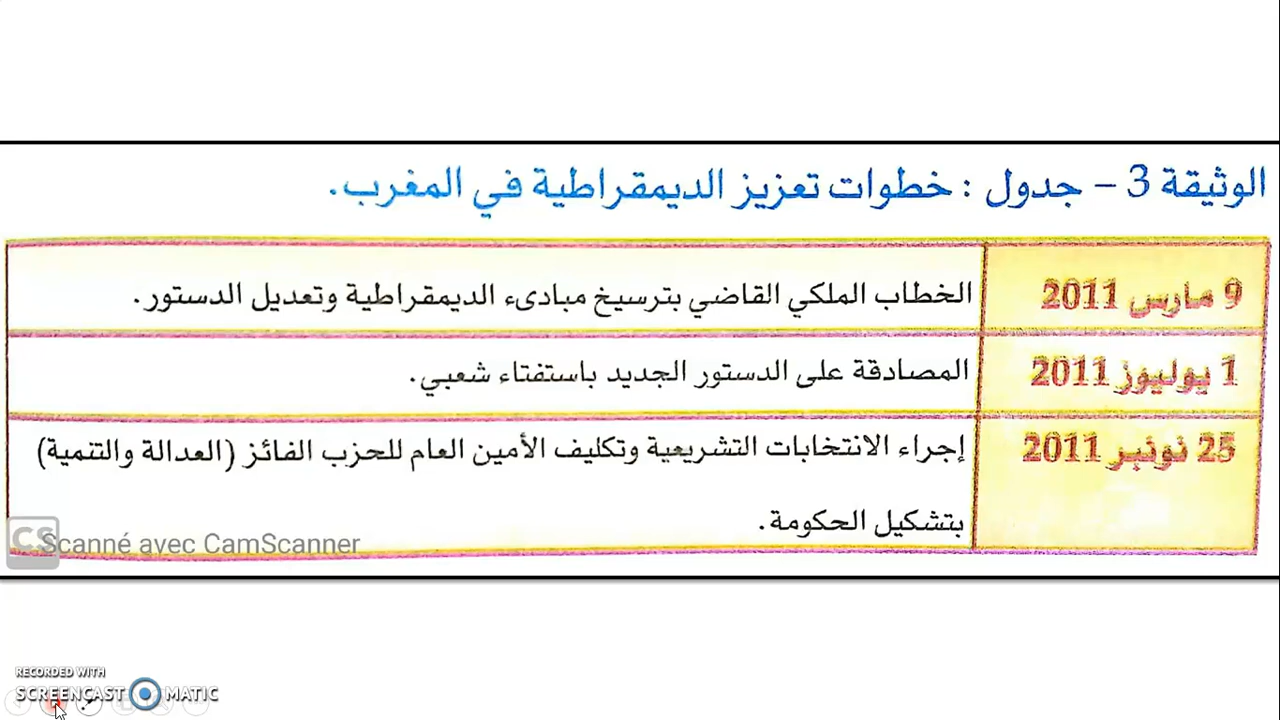 الوثيقة 3 – جدول : خطوات تعزيز الديمقراطية في المغرب.
9 مارس 2011
الخطاب الملكي القاضي بترسيخ مبادىء الديمقراطية وتعديل الدستور.
1 يوليوز 2011
المصادقة على الدستور الجديد باستفتاء شعبي.
25 نونبر 2011
إجراء الانتخابات التشريعية وتكليف الأمين العام للحزب الفائز (العدالة والتنمية)
بتشكيل الحكومة.
CS Scanné avec CamScanner
RECORDED WITH
SCREENCAST MATIC